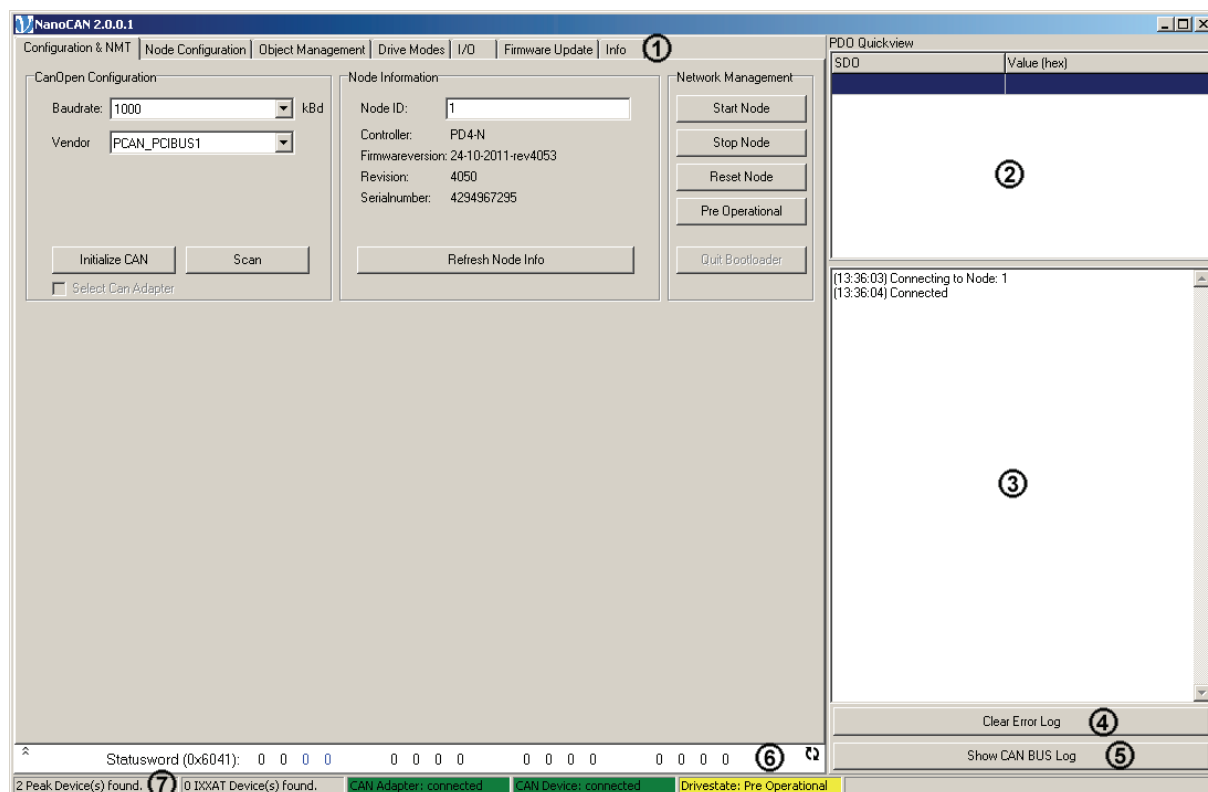 NanoCAN 2.0.0.1
Configuration & NMT Node Configuration Object Management Drive Modes I/O Firmware Update Info 1
CanOpen Configuration
Baudrate: 1000 kBd
Vendor PCAN_PCIBUS1
Initialize CAN Scan
Select Can Adapter
Node Information
Node ID: 1
Controller: PD4-N
Firmwareversion: 24-10-2011-rev4053
Revision: 4050
Serialnumber: 4294967295
Refresh Node Info
Network Management
Start Node
Stop Node
Reset Node
Pre Operational
Quit Bootloader
PDO Quickview
SDO Value (hex)
2
(13:36:03) Connecting to Node: 1
(13:36:04) Connected
3
Clear Error Log 4
Show CAN BUS Log 5
Statusword (0x6041): 0 0 0 0 0 0 0 0 0 0 0 0 0 0 0 0 6
2 Peak Device(s) found. 7 0 IXXAT Device(s) found. CAN Adapter: connected CAN Device: connected Drivestate: Pre Operational